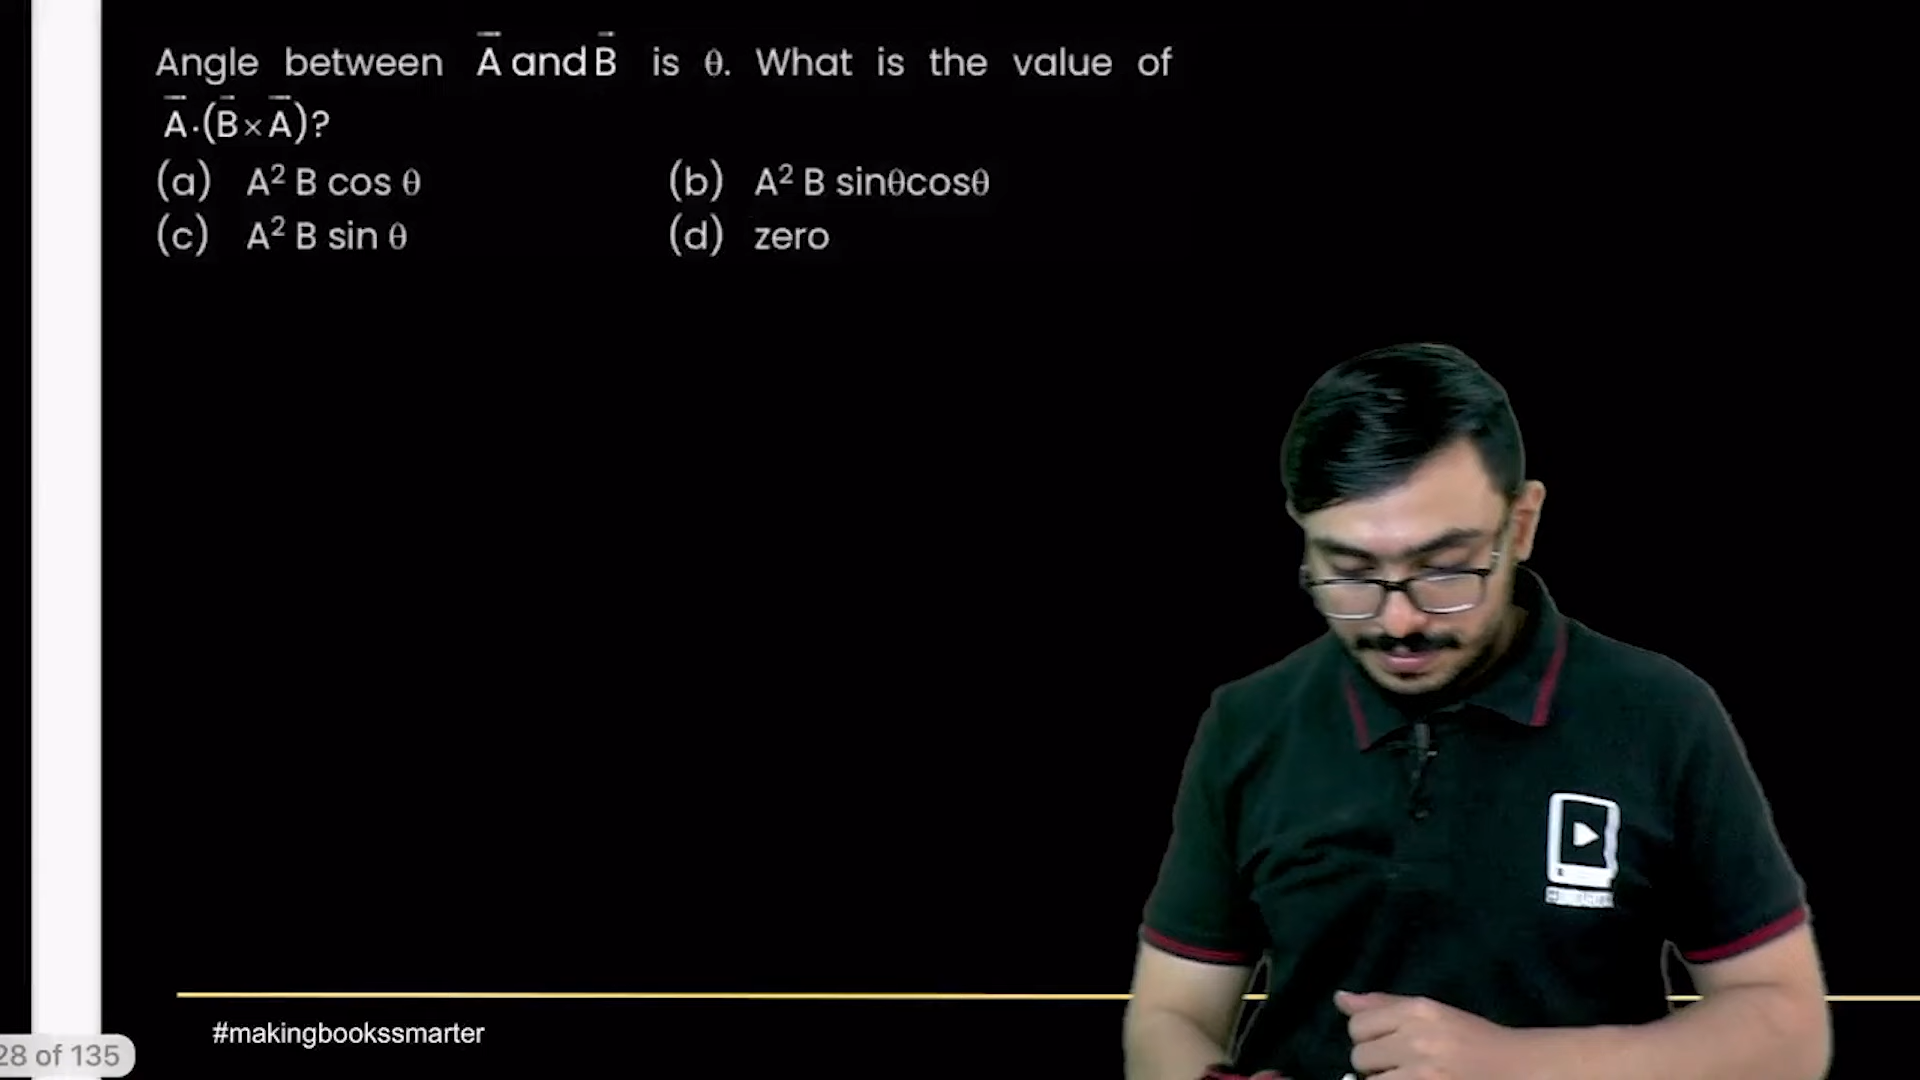 Angle between A and B is θ. What is the value of
A·(B×A)?
(a) A² B cos θ (b) A² B sinθcosθ
(c) A² B sin θ (d) zero
#makingbookssmarter
28 of 135